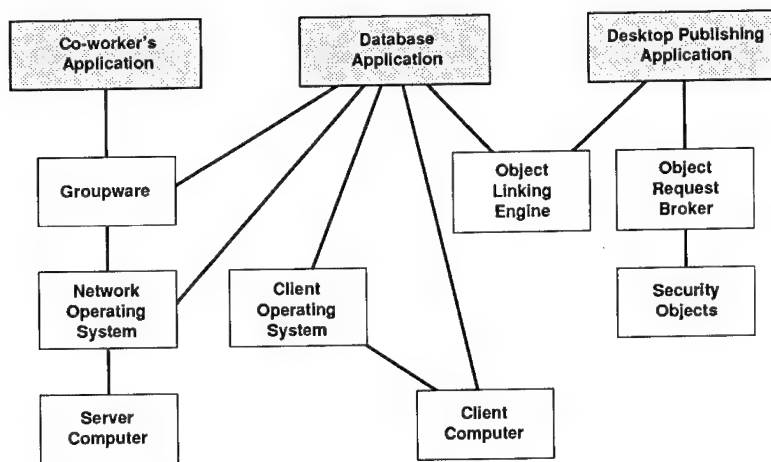 Co-worker's
Application
Database
Application
Desktop Publishing
Application
Groupware
Object
Linking
Engine
Object
Request
Broker
Network
Operating
System
Client
Operating
System
Security
Objects
Server
Computer
Client
Computer